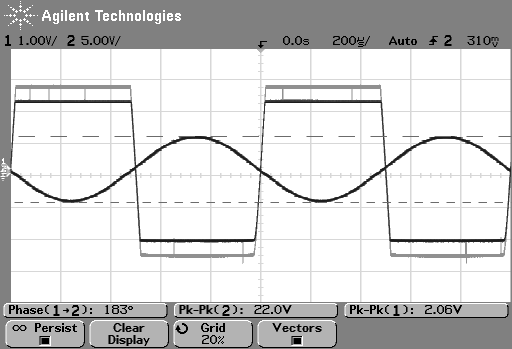 Agilent Technologies
1 1.00V/ 2 5.00V/ 0.0s 200µs/ Auto 2 310mV
Phase(1→2): 183° Pk-Pk(2): 22.0V Pk-Pk(1): 2.06V
∞ Persist Clear Display Grid 20% Vectors